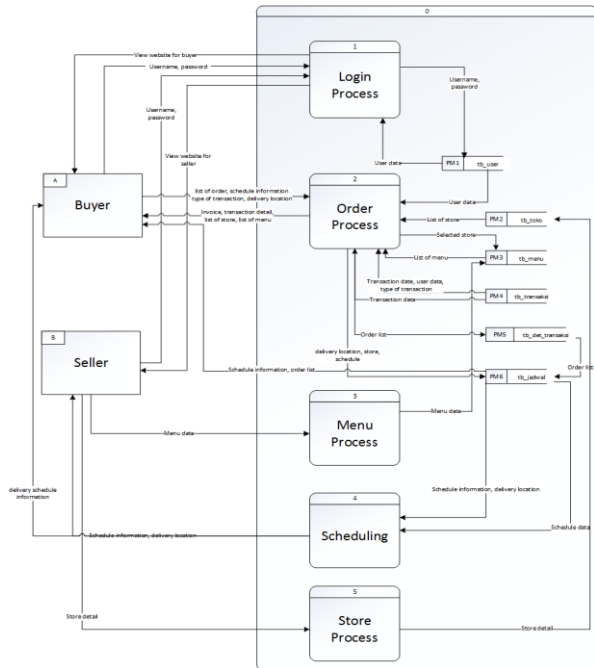 0
1
Login
Process
View website for buyer
Username, password
Username,
password
Username,
password
View website for
seller
User data
PM1 tb_user
A
Buyer
2
Order
Process
list of order, schedule information
type of transaction, delivery location
Invoice, transaction detail,
list of store, list of menu
User data
List of store
PM2 tb_toko
Selected store
List of menu
PM3 tb_menu
Transaction date, user data,
type of transaction
PM4 tb_transaksi
Transaction data
Order list
PM5 tb_det_transaksi
B
Seller
delivery location, store,
schedule
Order list
Schedule information, order list
PM6 tb_jadwal
3
Menu
Process
Menu data
Menu data
delivery schedule
information
Schedule information, delivery location
4
Scheduling
Schedule information, delivery location
Schedule data
5
Store
Process
Store detail
Store detail